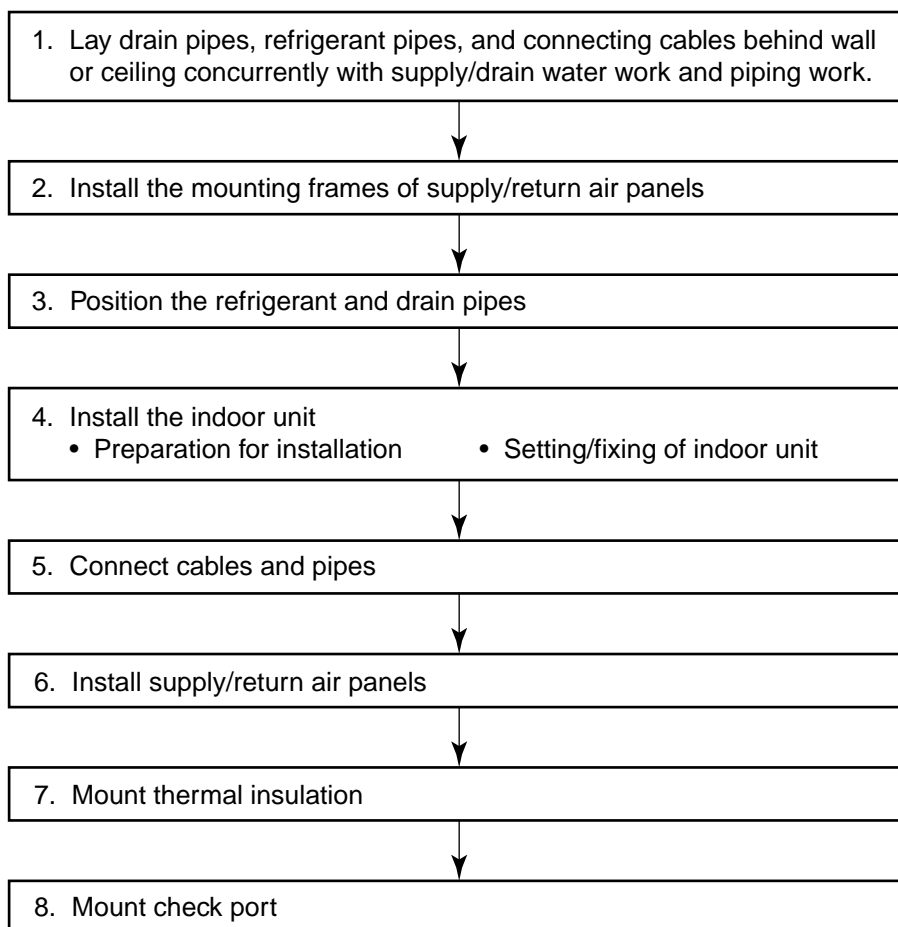 1. Lay drain pipes, refrigerant pipes, and connecting cables behind wall
or ceiling concurrently with supply/drain water work and piping work.
2. Install the mounting frames of supply/return air panels
3. Position the refrigerant and drain pipes
4. Install the indoor unit
• Preparation for installation • Setting/fixing of indoor unit
5. Connect cables and pipes
6. Install supply/return air panels
7. Mount thermal insulation
8. Mount check port